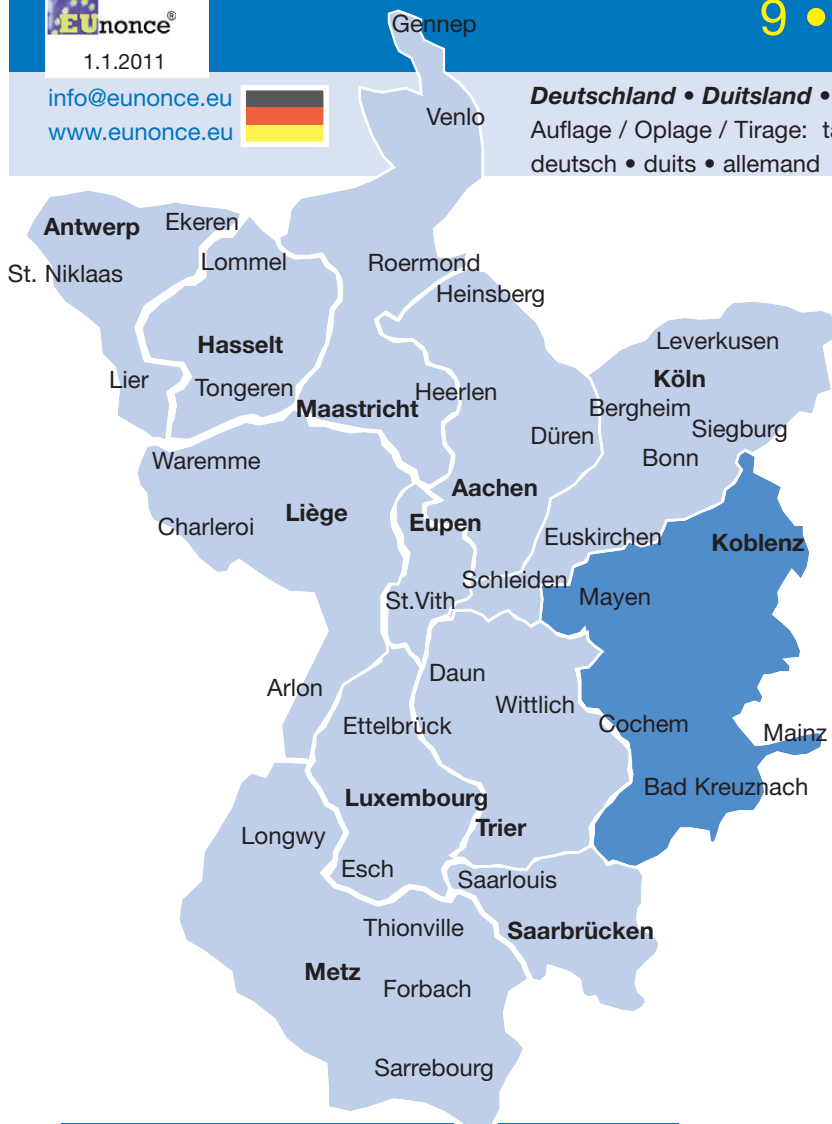 EUnonce®
1.1.2011
9 •
info@eunonce.eu
www.eunonce.eu
Deutschland • Duitsland •
Auflage / Oplage / Tirage:
deutsch • duits • allemand
Gennep
Venlo
Antwerp
Ekeren
St. Niklaas
Lommel
Roermond
Heinsberg
Hasselt
Leverkusen
Lier
Tongeren
Maastricht
Heerlen
Köln
Bergheim
Düren
Siegburg
Bonn
Waremme
Aachen
Charleroi
Liège
Eupen
Euskirchen
Koblenz
Schleiden
St.Vith
Mayen
Arlon
Daun
Wittlich
Ettelbrück
Cochem
Mainz
Luxembourg
Bad Kreuznach
Trier
Longwy
Esch
Saarlouis
Thionville
Saarbrücken
Metz
Forbach
Sarrebourg